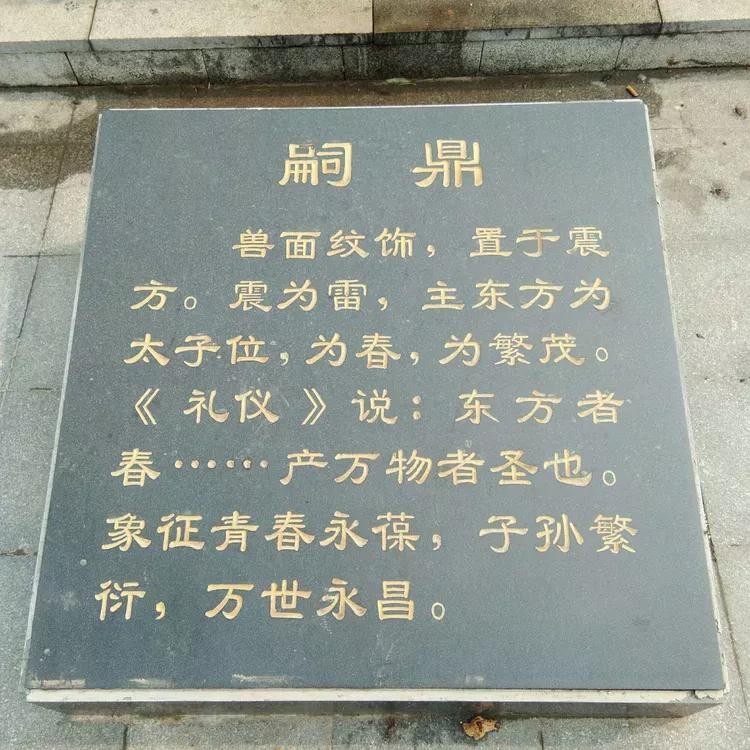 嗣鼎
兽面纹饰，置于震
方。震为雷，主东方为
太子位，为春，为繁茂。
《礼仪》说：东方者
春……产万物者圣也。
象征青春永葆，子孙繁
衍，万世永昌。